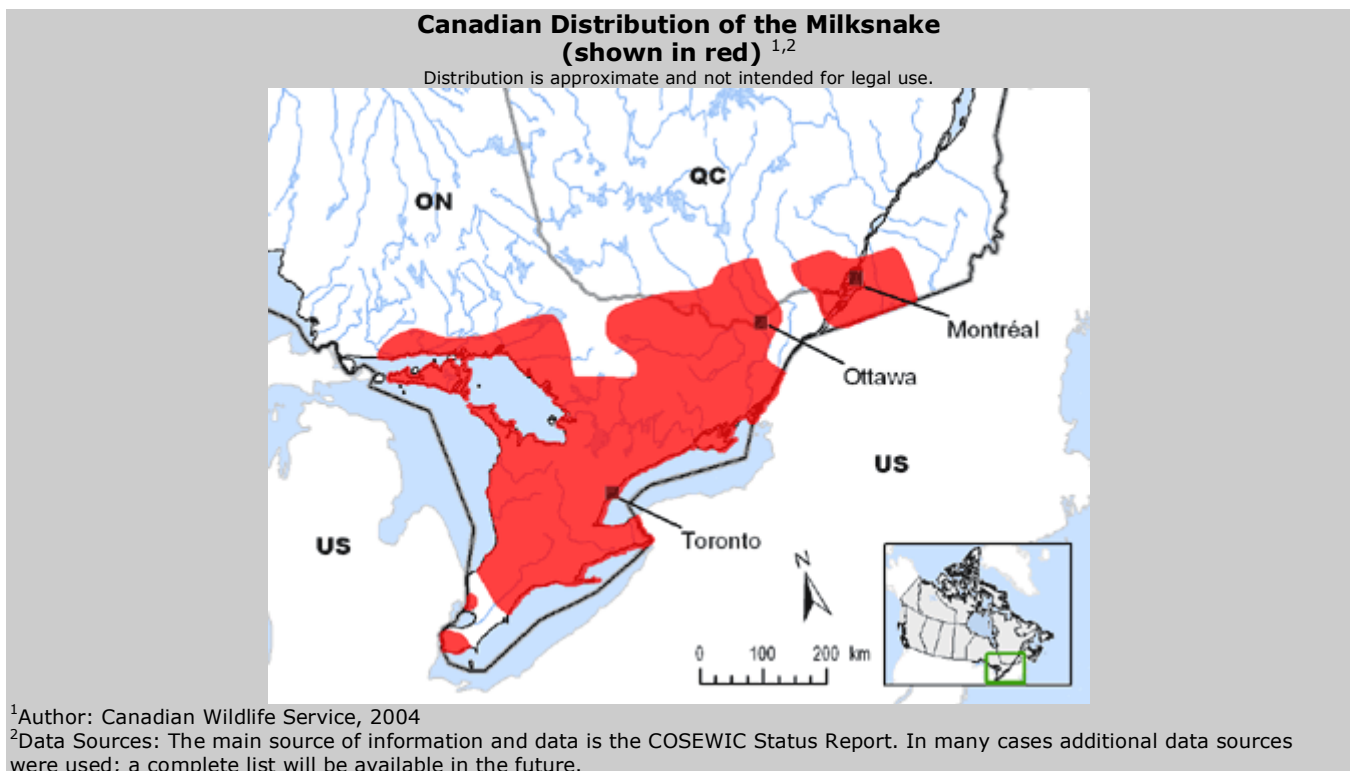 Canadian Distribution of the Milksnake
(shown in red) 1,2
Distribution is approximate and not intended for legal use.
ON
QC
Montréal
Ottawa
US
US
Toronto
N
0 100 200 km
1Author: Canadian Wildlife Service, 2004
2Data Sources: The main source of information and data is the COSEWIC Status Report. In many cases additional data sources
were used; a complete list will be available in the future.